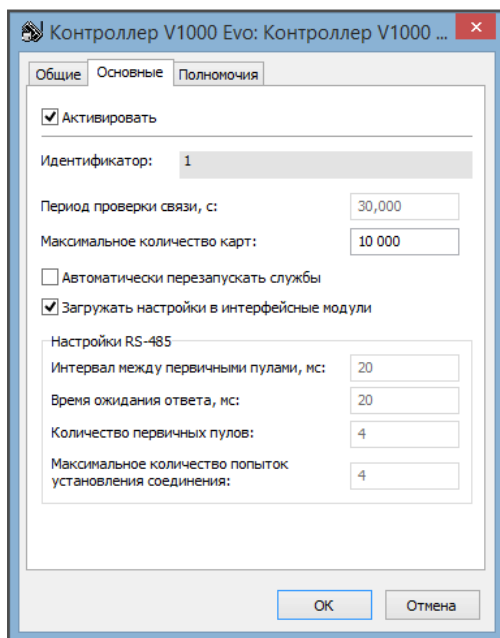 Контроллер V1000 Evo: Контроллер V1000 ...
Общие Основные Полномочия
Активировать
Идентификатор: 1
Период проверки связи, с: 30,000
Максимальное количество карт: 10 000
Автоматически перезапускать службы
Загружать настройки в интерфейсные модули
Настройки RS-485
Интервал между первичными пулами, мс: 20
Время ожидания ответа, мс: 20
Количество первичных пулов: 4
Максимальное количество попыток
установления соединения: 4
OK Отмена